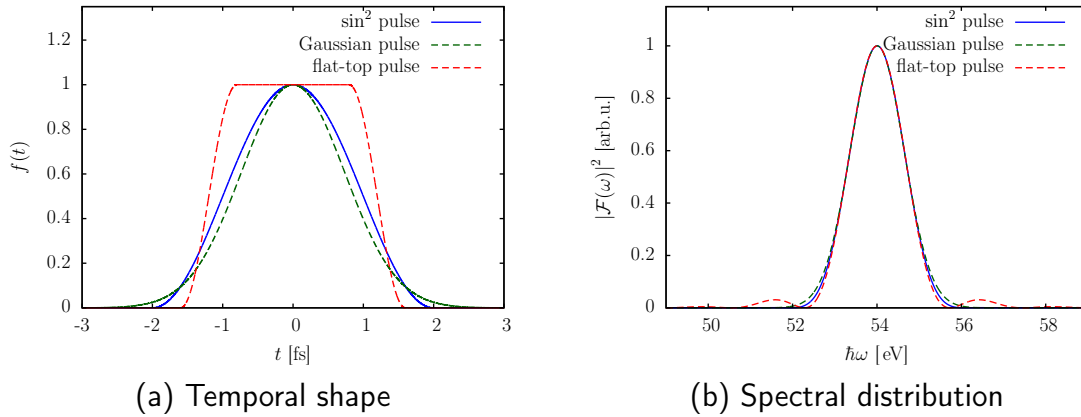 f(t)
1.2
1
0.8
0.6
0.4
0.2
0
-3
-2
-1
0
1
2
3
t [fs]
sin² pulse
Gaussian pulse
flat-top pulse
(a) Temporal shape
|F(ω)|² [arb.u.]
1
0.8
0.6
0.4
0.2
0
50
52
54
56
58
ℏω [eV]
sin² pulse
Gaussian pulse
flat-top pulse
(b) Spectral distribution